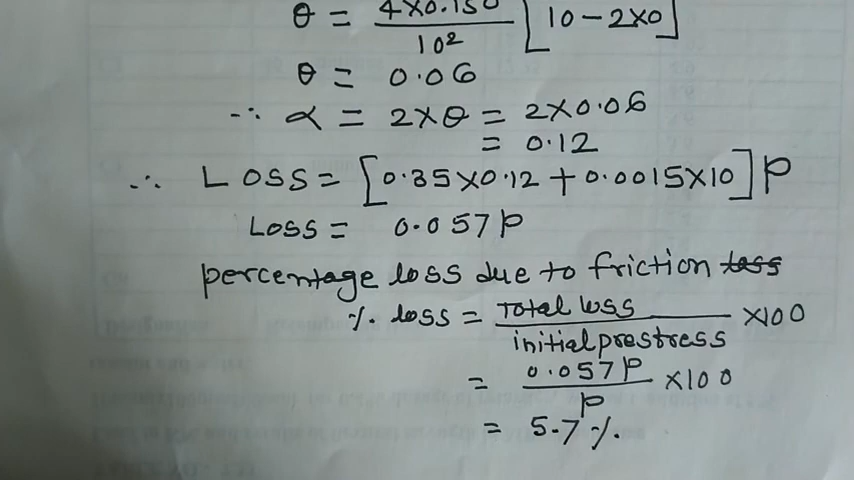 θ = 4×0.150 / 10² [10 - 2×0]
θ = 0.06
∴ α = 2×θ = 2×0.06
= 0.12
∴ Loss = [0.35×0.12 + 0.0015×10] P
Loss = 0.057 P
percentage loss due to friction loss
% loss = Total loss / initial prestress ×100
= 0.057 P / P ×100
= 5.7 %.